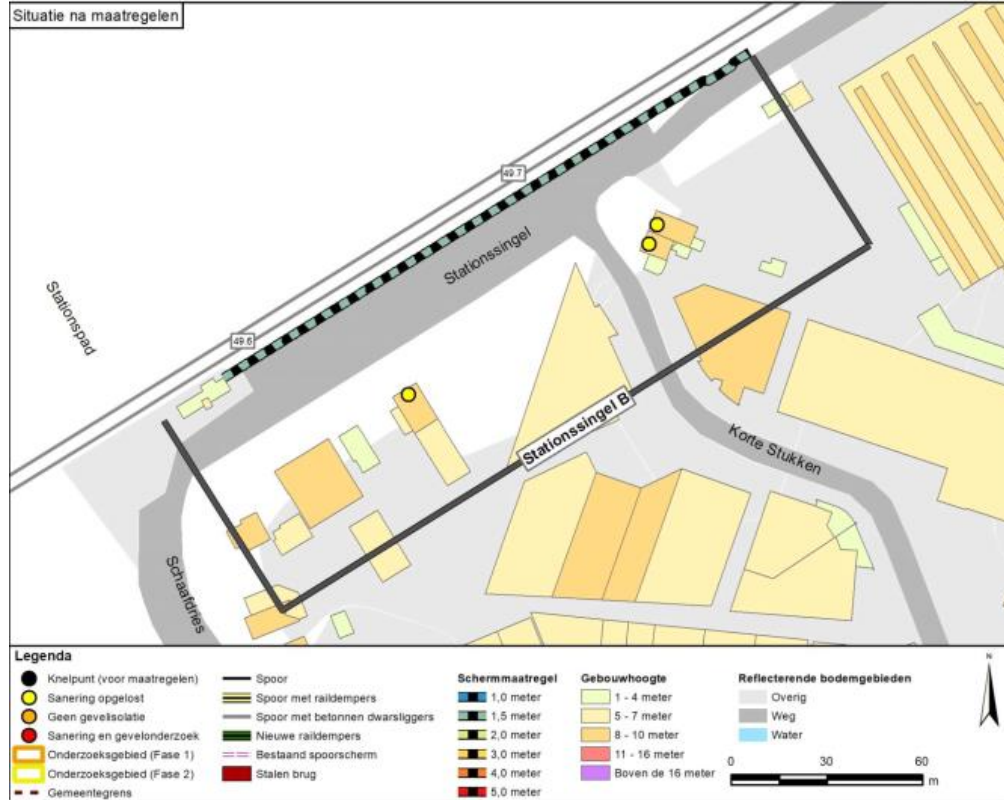 Situatie na maatregelen
49.7
Stationssingel
Stationspad
49.6
Stationssingel B
Korte Stukken
Schaafdries
Legenda
Knelpunt (voor maatregelen)
Sanering opgelost
Geen gevelisolatie
Sanering en gevelonderzoek
Onderzoeksgebied (Fase 1)
Onderzoeksgebied (Fase 2)
Gemeentegrens
Spoor
Spoor met raildempers
Spoor met betonnen dwarsliggers
Nieuwe raildempers
Bestaand spoorscherm
Stalen brug
Schermmaatregel
1,0 meter
1,5 meter
2,0 meter
3,0 meter
4,0 meter
5,0 meter
Gebouwhoogte
1 - 4 meter
5 - 7 meter
8 - 10 meter
11 - 16 meter
Boven de 16 meter
Reflecterende bodemgebieden
Overig
Weg
Water
N
0 30 60
m